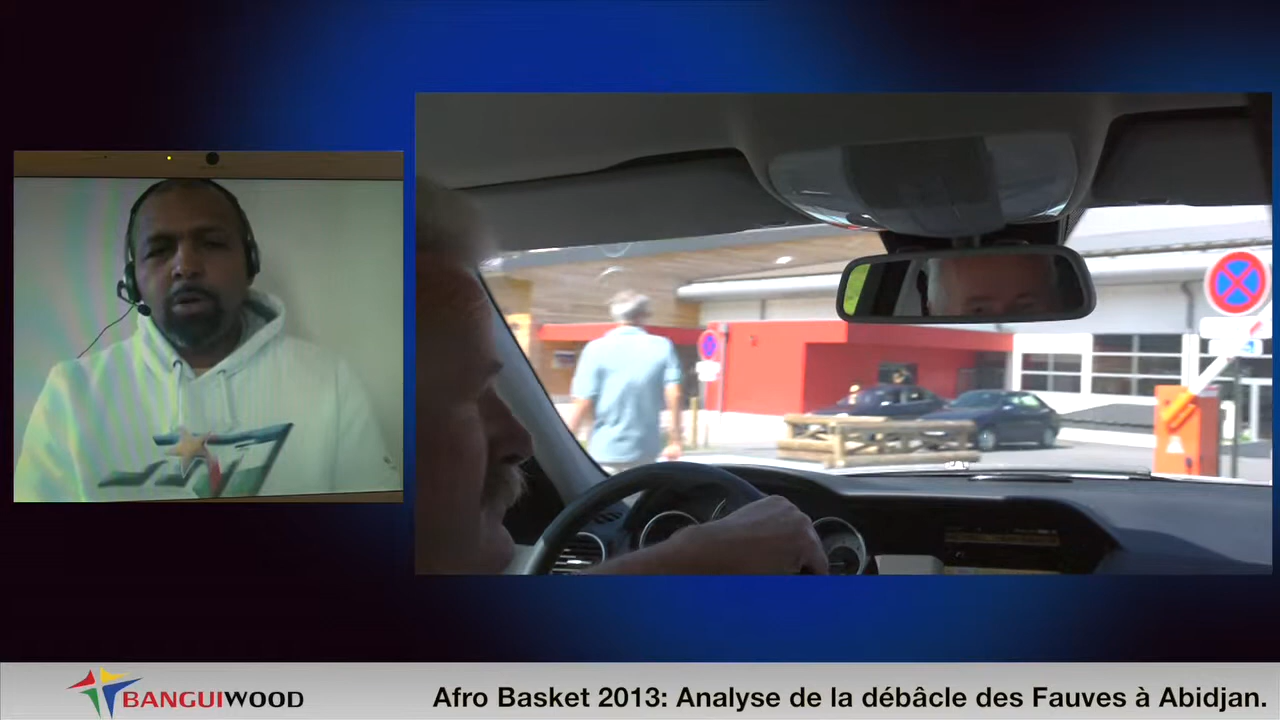 BANGUIWOOD
Afro Basket 2013: Analyse de la débâcle des Fauves à Abidjan.